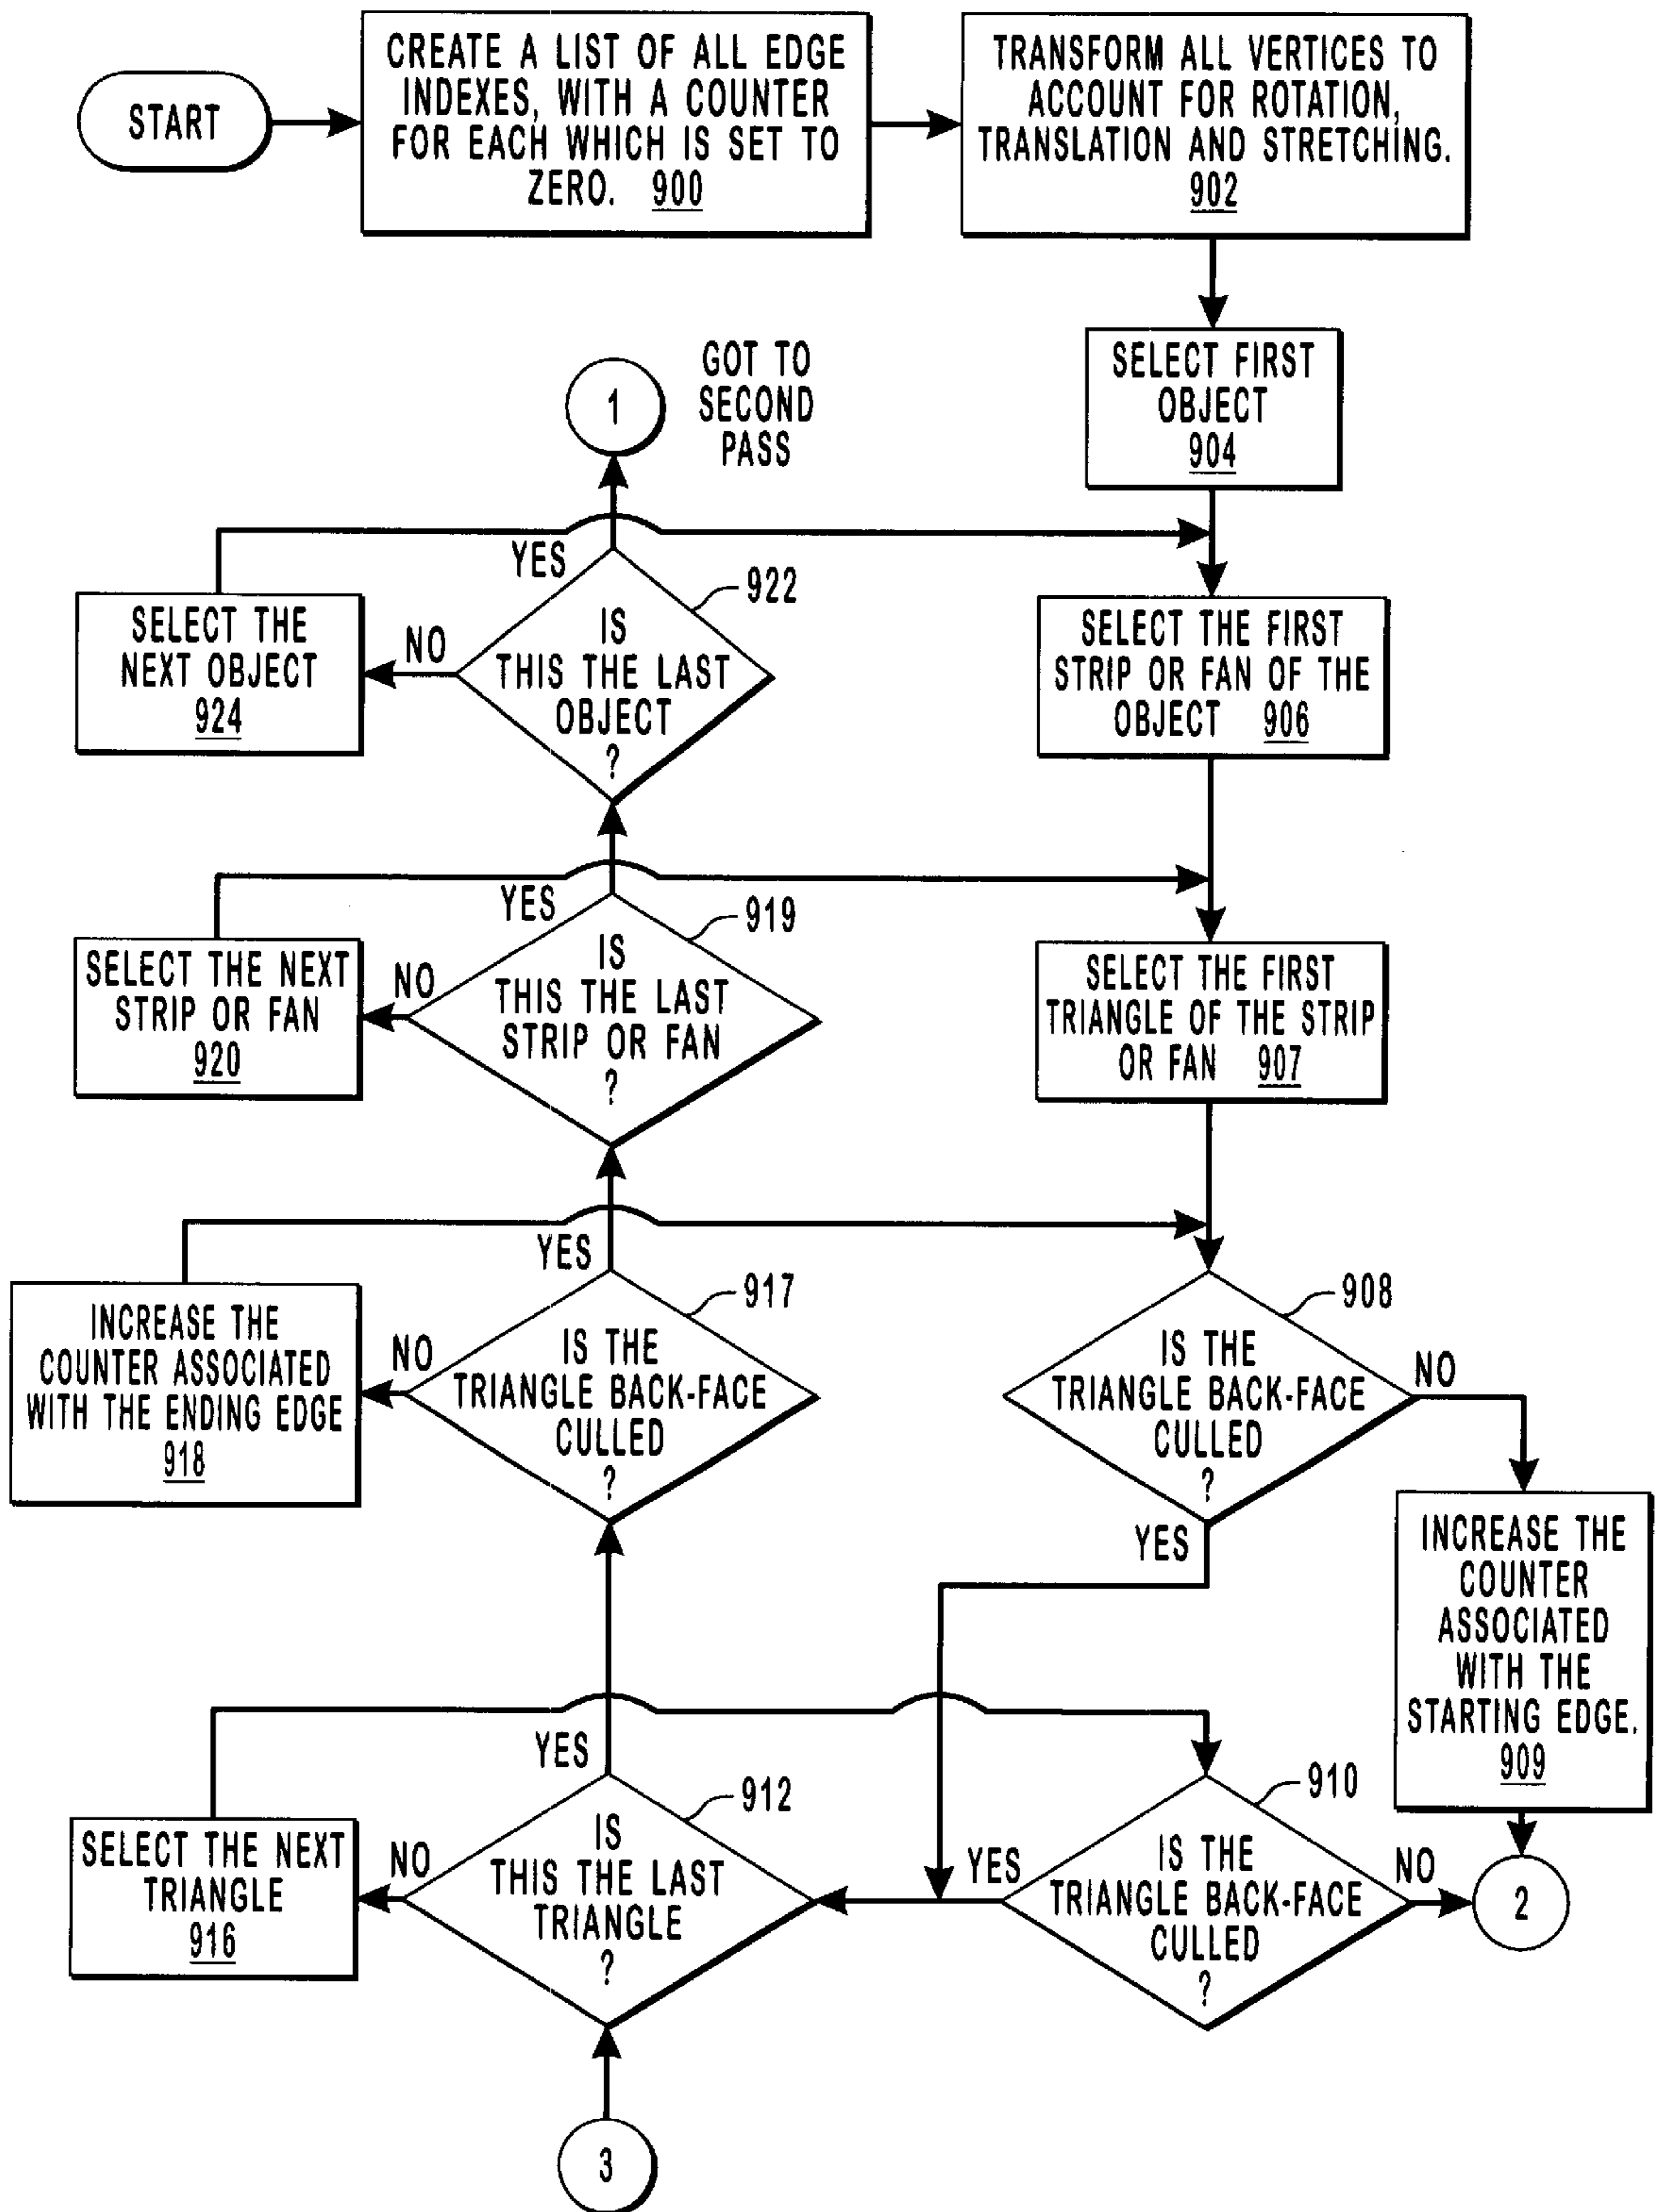 START
CREATE A LIST OF ALL EDGE
INDEXES, WITH A COUNTER
FOR EACH WHICH IS SET TO
ZERO. 900
TRANSFORM ALL VERTICES TO
ACCOUNT FOR ROTATION,
TRANSLATION AND STRETCHING.
902
SELECT FIRST
OBJECT
904
1
GOT TO
SECOND
PASS
YES
922
SELECT THE
NEXT OBJECT
924
NO
IS
THIS THE LAST
OBJECT
?
SELECT THE FIRST
STRIP OR FAN OF THE
OBJECT 906
YES
919
SELECT THE NEXT
STRIP OR FAN
920
NO
IS
THIS THE LAST
STRIP OR FAN
?
SELECT THE FIRST
TRIANGLE OF THE STRIP
OR FAN 907
YES
917
INCREASE THE
COUNTER ASSOCIATED
WITH THE ENDING EDGE
918
NO
IS THE
TRIANGLE BACK-FACE
CULLED
?
908
IS THE
TRIANGLE BACK-FACE
CULLED
?
NO
YES
INCREASE THE
COUNTER
ASSOCIATED
WITH THE
STARTING EDGE.
909
YES
912
SELECT THE NEXT
TRIANGLE
916
NO
IS
THIS THE LAST
TRIANGLE
?
YES
910
IS THE
TRIANGLE BACK-FACE
CULLED
?
NO
2
3